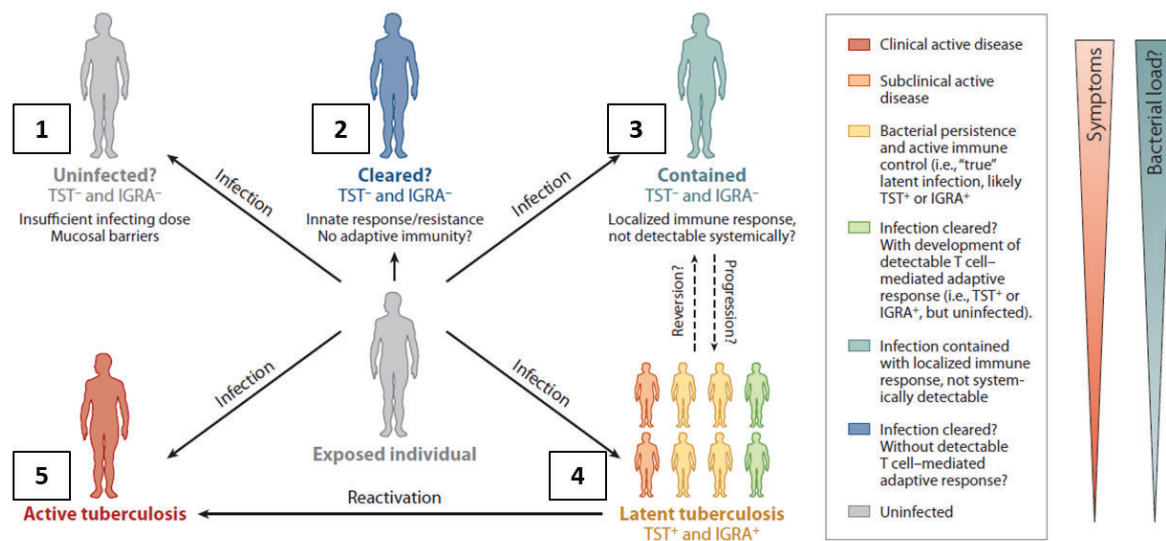 1
Uninfected?
TST⁻ and IGRA⁻
Insufficient infecting dose
Mucosal barriers
2
Cleared?
TST⁻ and IGRA⁻
Innate response/resistance
No adaptive immunity?
3
Contained
TST⁻ and IGRA⁻
Localized immune response,
not detectable systemically?
Infection
Infection
Reversion?
Progression?
Infection
Infection
Exposed individual
5
Active tuberculosis
Reactivation
4
Latent tuberculosis
TST⁺ and IGRA⁺
Clinical active disease
Subclinical active
disease
Bacterial persistence
and active immune
control (i.e., “true”
latent infection, likely
TST⁺ or IGRA⁺
Infection cleared?
With development of
detectable T cell–
mediated adaptive
response (i.e., TST⁺ or
IGRA⁺, but uninfected).
Infection contained
with localized immune
response, not system-
ically detectable
Infection cleared?
Without detectable
T cell–mediated
adaptive response?
Uninfected
Symptoms
Bacterial load?